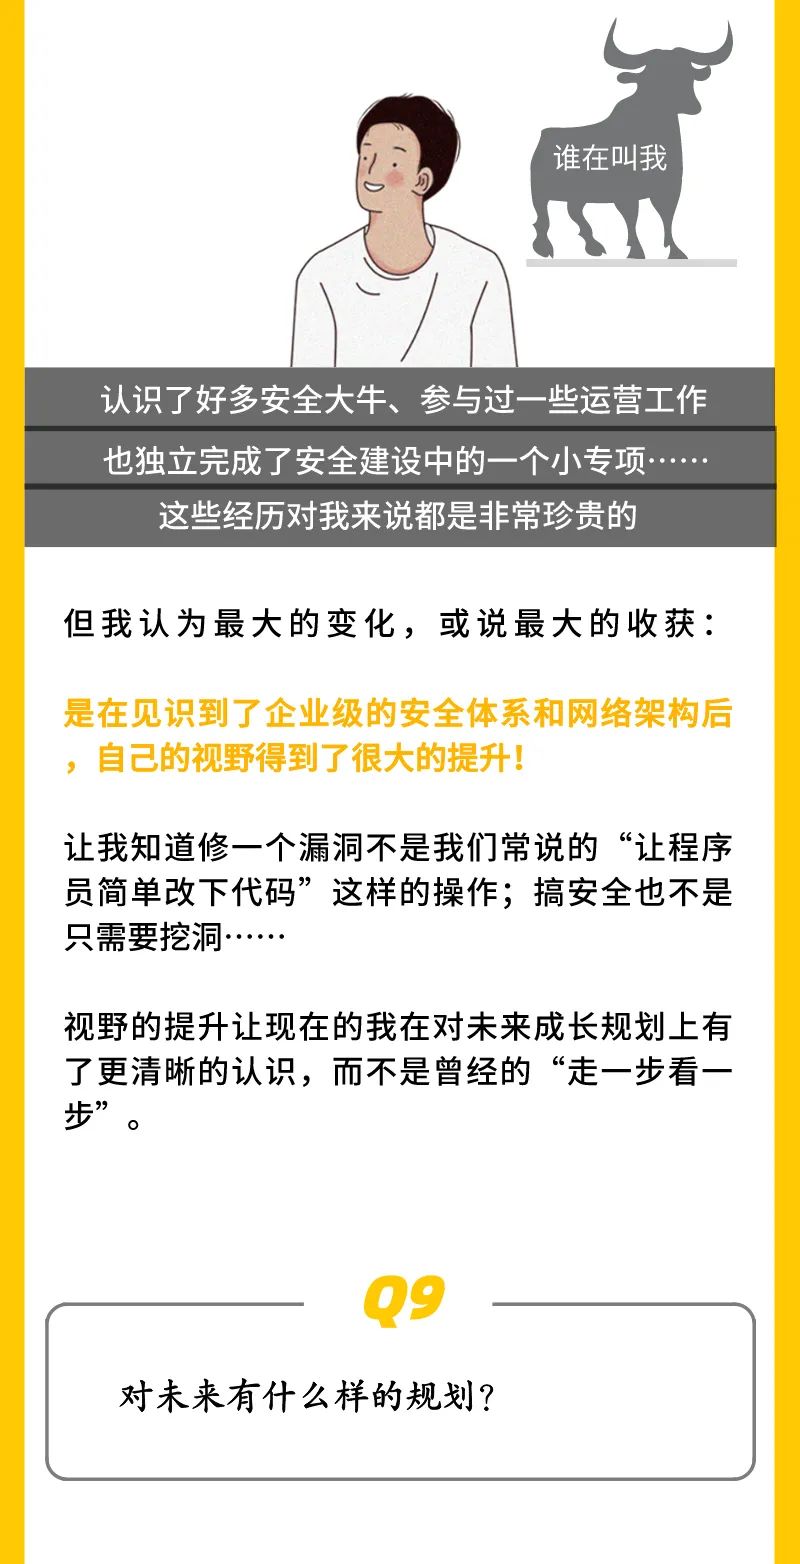 谁在叫我
认识了好多安全大牛、参与过一些运营工作
也独立完成了安全建设中的一个小专项……
这些经历对我来说都是非常珍贵的
但我认为最大的变化，或说最大的收获：
是在见识到了企业级的安全体系和网络架构后
，自己的视野得到了很大的提升！
让我知道修一个漏洞不是我们常说的“让程序
员简单改下代码”这样的操作；搞安全也不是
只需要挖洞……
视野的提升让现在的我在对未来成长规划上有
了更清晰的认识，而不是曾经的“走一步看一
步”。
Q9
对未来有什么样的规划？